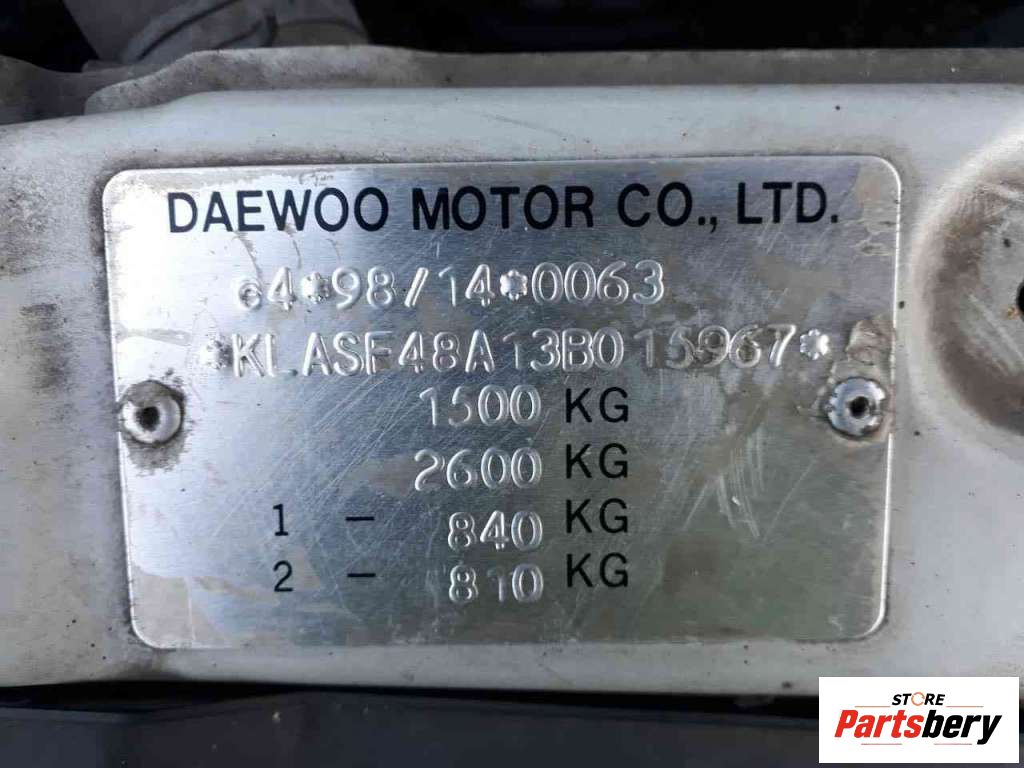 DAEWOO MOTOR CO., LTD.
e4*98/14*0063
*KLASF48A13B015967*
1500 KG
2600 KG
1 - 840 KG
2 - 810 KG
STORE
Partsbery